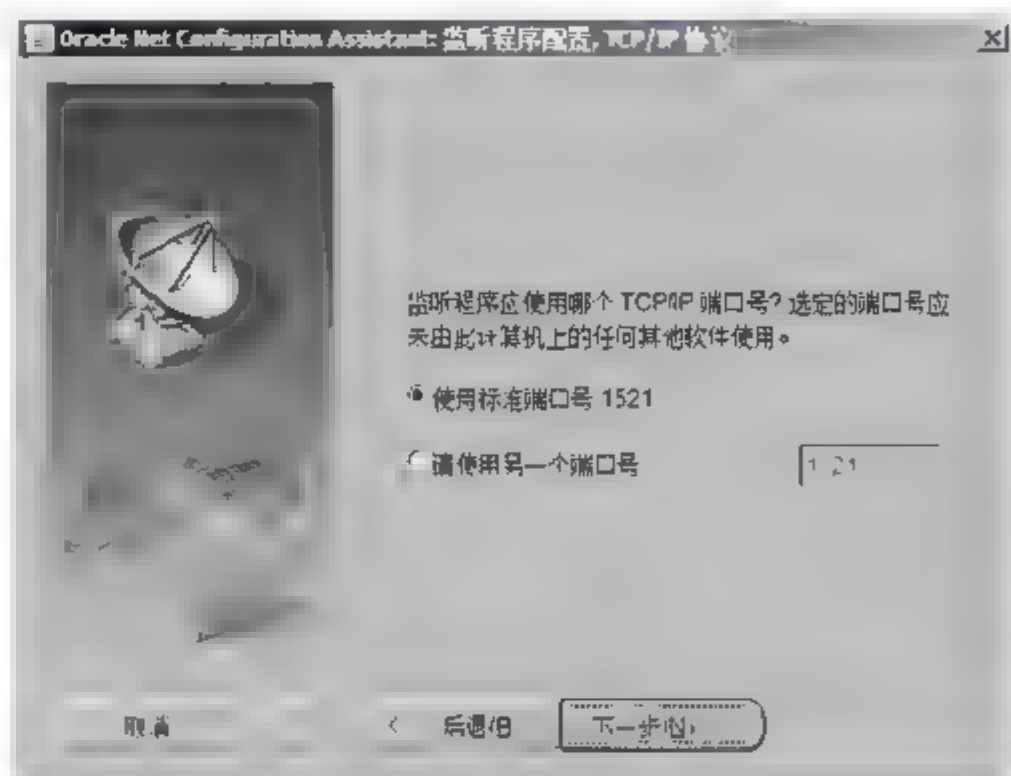 Oracle Net Configuration Assistant: 监听程序配置, TCP/IP 协议
监听程序应使用哪个 TCP/IP 端口号? 选定的端口号应
未由此计算机上的任何其他软件使用。
使用标准端口号 1521
请使用另一个端口号
取消
< 后退(B
下一步(N)